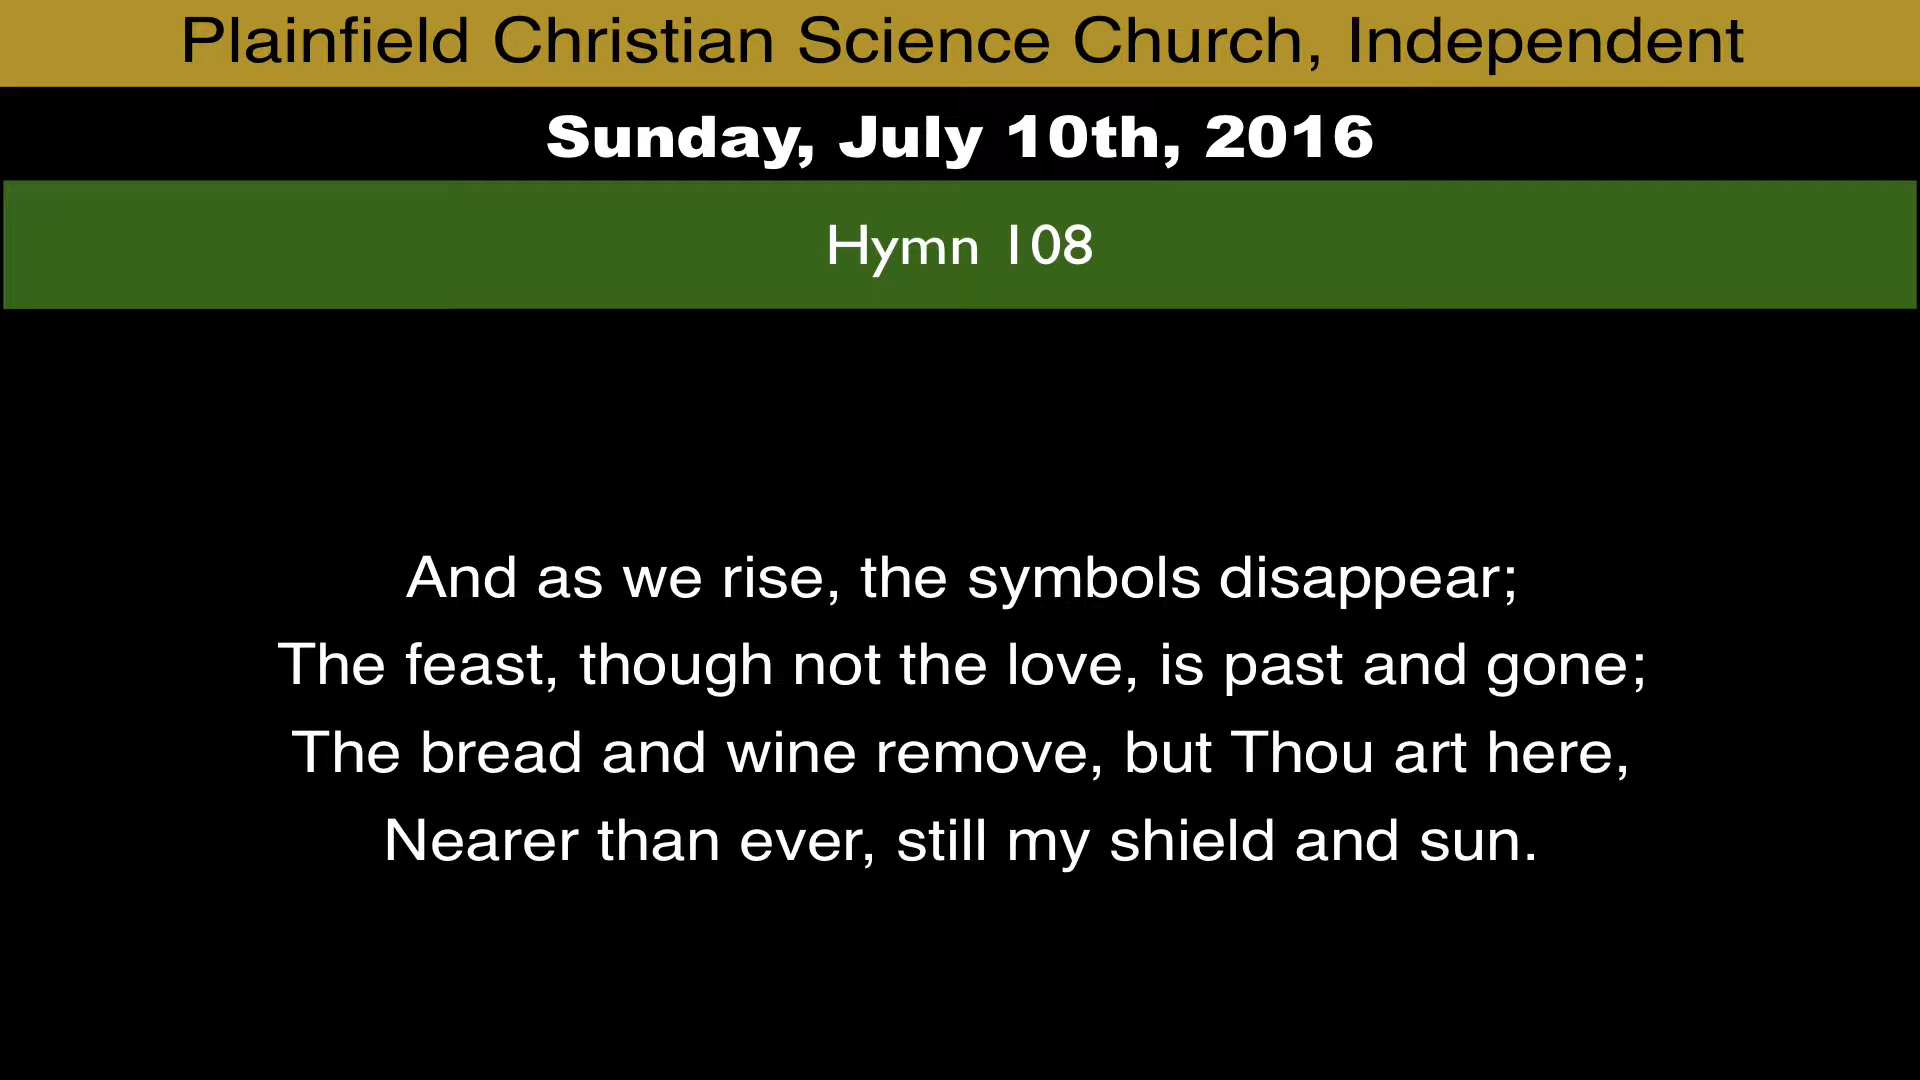 Plainfield Christian Science Church, Independent
Sunday, July 10th, 2016
Hymn 108
And as we rise, the symbols disappear;
The feast, though not the love, is past and gone;
The bread and wine remove, but Thou art here,
Nearer than ever, still my shield and sun.